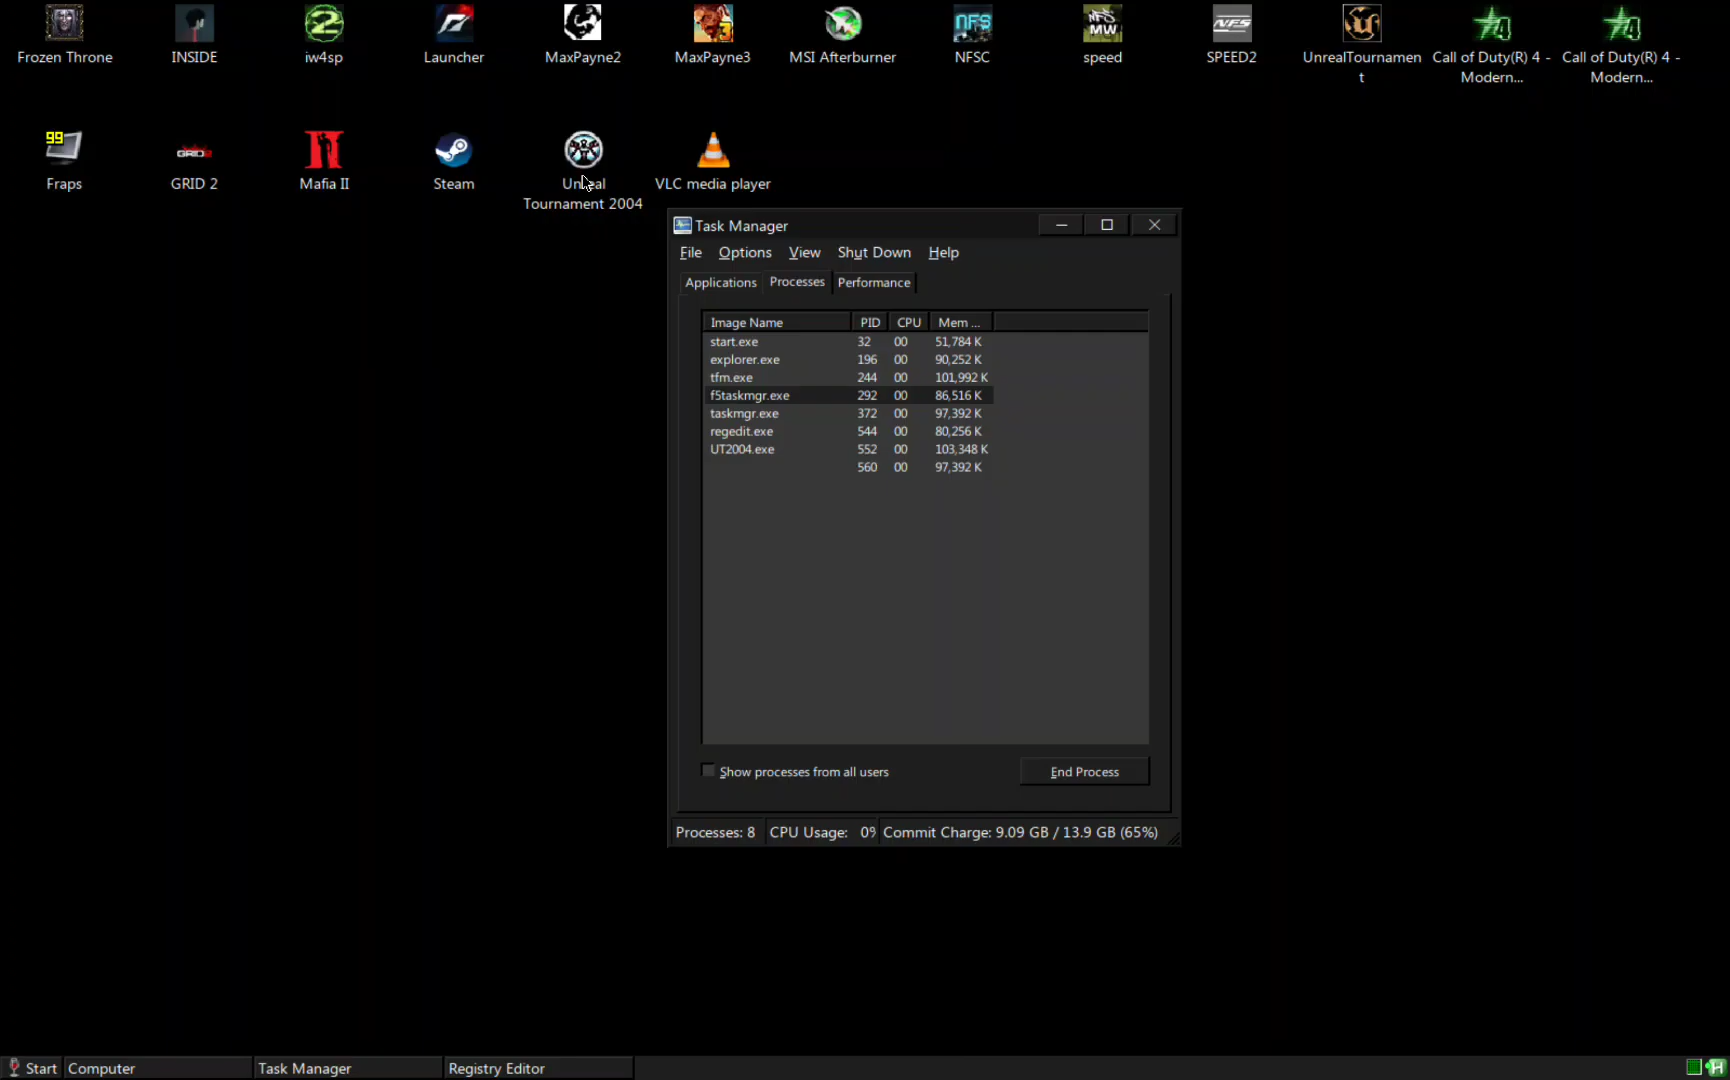 Frozen Throne
INSIDE
iw4sp
Launcher
MaxPayne2
MaxPayne3
MSI Afterburner
NFSC
speed
SPEED2
UnrealTournamen
t
Call of Duty(R) 4 -
Modern...
Call of Duty(R) 4 -
Modern...
99
Fraps
GRID 2
Mafia II
Steam
Unreal
Tournament 2004
VLC media player
Task Manager
File Options View Shut Down Help
Applications Processes Performance
Image Name PID CPU Mem ...
start.exe 32 00 51,784 K
explorer.exe 196 00 90,252 K
tfm.exe 244 00 101,992 K
f5taskmgr.exe 292 00 86,516 K
taskmgr.exe 372 00 97,392 K
regedit.exe 544 00 80,256 K
UT2004.exe 552 00 103,348 K
560 00 97,392 K
Show processes from all users
End Process
Processes: 8 CPU Usage: 0% Commit Charge: 9.09 GB / 13.9 GB (65%)
Start Computer Task Manager Registry Editor